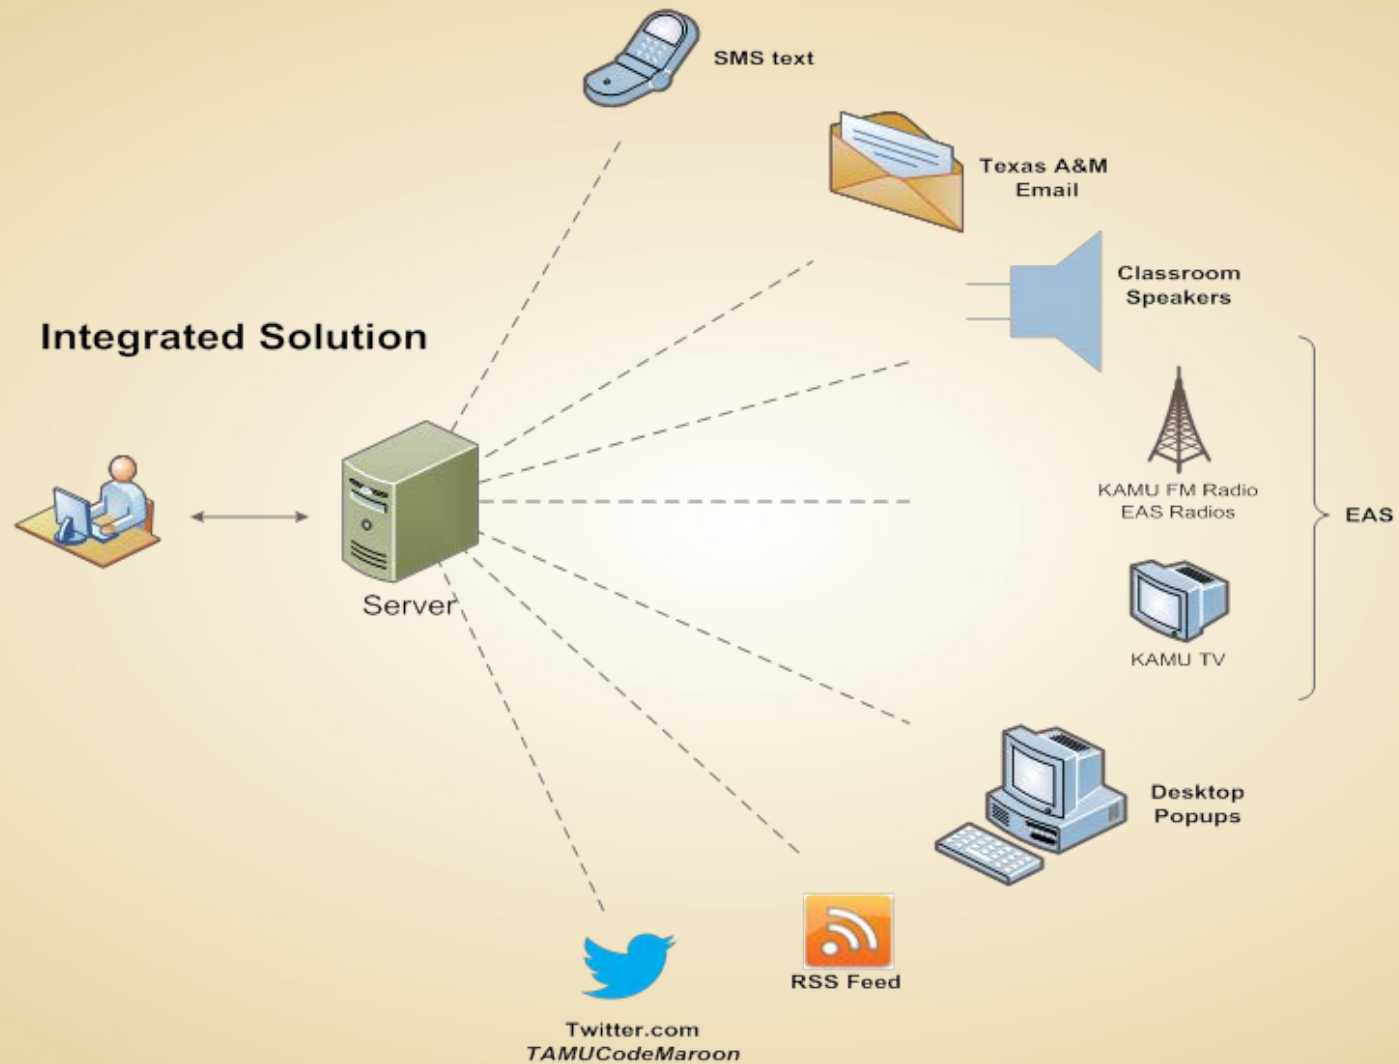 SMS text
Texas A&M
Email
Classroom
Speakers
Integrated Solution
KAMU FM Radio
EAS Radios
EAS
Server
KAMU TV
Desktop
Popups
RSS Feed
Twitter.com
TAMUCodeMaroon